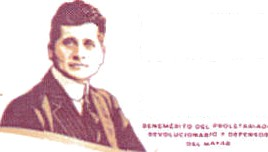 BENEMÉRITO DEL PROLETARIADO
REVOLUCIONARIO Y DEFENSOR
DEL MAYAB